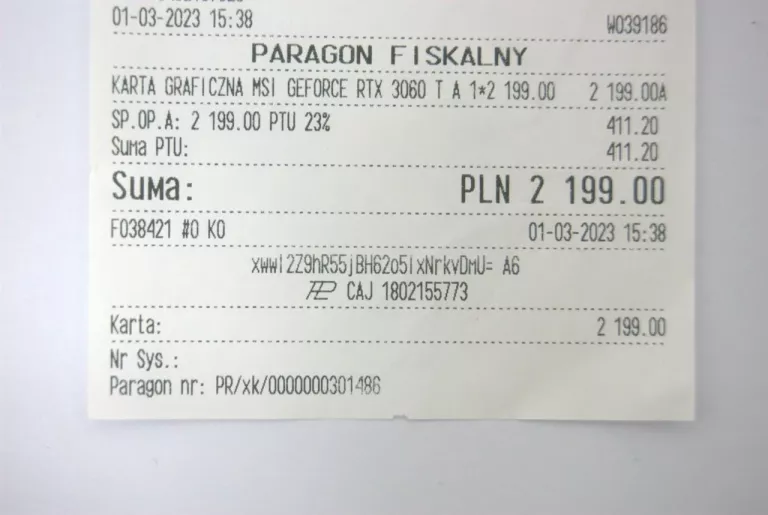 01-03-2023 15:38 W039186
PARAGON FISKALNY
KARTA GRAFICZNA MSI GEFORCE RTX 3060 T A 1*2 199.00 2 199.00A
SP.OP.A: 2 199.00 PTU 23% 411.20
Suma PTU: 411.20
Suma: PLN 2 199.00
F038421 #0 KO 01-03-2023 15:38
xwwl2Z9hR55jBH62o5lxNrkvDMU= A6
CAJ 1802155773
Karta: 2 199.00
Nr Sys.:
Paragon nr: PR/xk/0000000301486